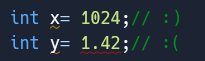 int x= 1024;// :)
int y= 1.42;// :(